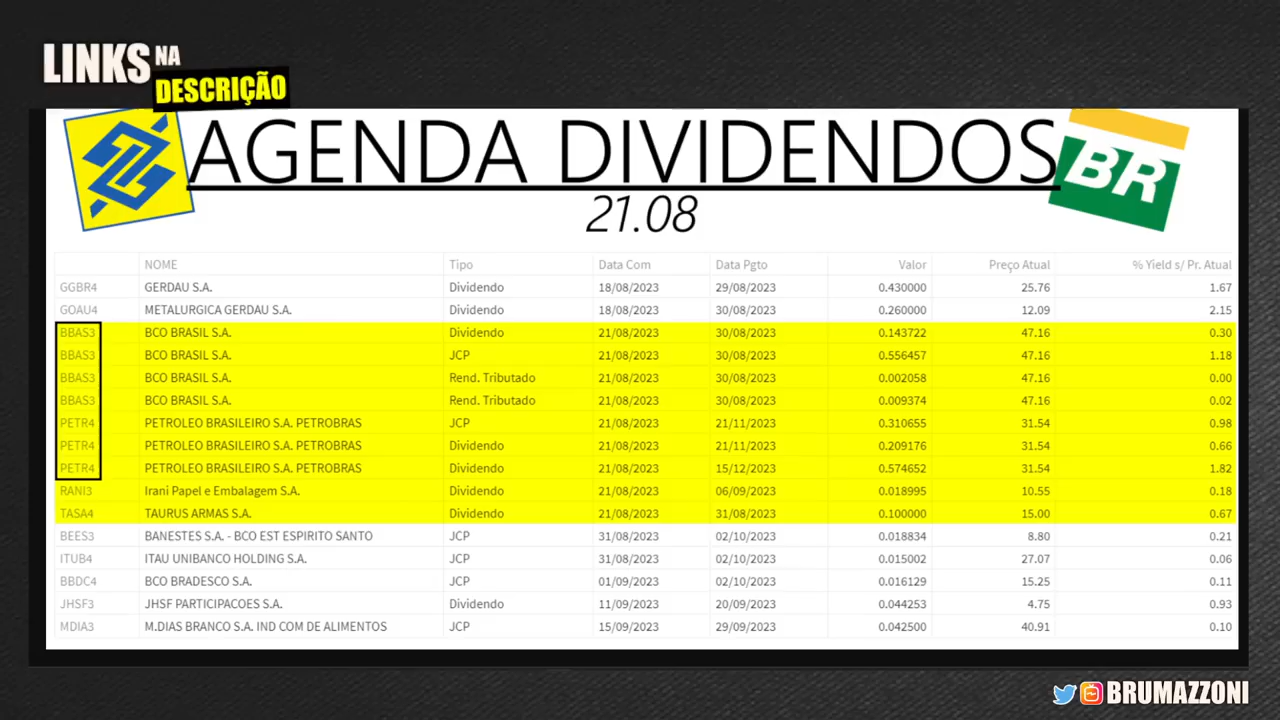 LINKS NA
DESCRIÇÃO
AGENDA DIVIDENDOS
BR
21.08
NOME Tipo Data Com Data Pgto Valor Preço Atual % Yield s/ Pr. Atual
GGBR4 GERDAU S.A. Dividendo 18/08/2023 29/08/2023 0.430000 25.76 1.67
GOAU4 METALURGICA GERDAU S.A. Dividendo 18/08/2023 30/08/2023 0.260000 12.09 2.15
BBAS3 BCO BRASIL S.A. Dividendo 21/08/2023 30/08/2023 0.143722 47.16 0.30
BBAS3 BCO BRASIL S.A. JCP 21/08/2023 30/08/2023 0.556457 47.16 1.18
BBAS3 BCO BRASIL S.A. Rend. Tributado 21/08/2023 30/08/2023 0.002058 47.16 0.00
BBAS3 BCO BRASIL S.A. Rend. Tributado 21/08/2023 30/08/2023 0.009374 47.16 0.02
PETR4 PETROLEO BRASILEIRO S.A. PETROBRAS JCP 21/08/2023 21/11/2023 0.310655 31.54 0.98
PETR4 PETROLEO BRASILEIRO S.A. PETROBRAS Dividendo 21/08/2023 21/11/2023 0.209176 31.54 0.66
PETR4 PETROLEO BRASILEIRO S.A. PETROBRAS Dividendo 21/08/2023 15/12/2023 0.574652 31.54 1.82
RANI3 Irani Papel e Embalagem S.A. Dividendo 21/08/2023 06/09/2023 0.018995 10.55 0.18
TASA4 TAURUS ARMAS S.A. Dividendo 21/08/2023 31/08/2023 0.100000 15.00 0.67
BEES3 BANESTES S.A. - BCO EST ESPIRITO SANTO JCP 31/08/2023 02/10/2023 0.018834 8.80 0.21
ITUB4 ITAU UNIBANCO HOLDING S.A. JCP 31/08/2023 02/10/2023 0.015002 27.07 0.06
BBDC4 BCO BRADESCO S.A. JCP 01/09/2023 02/10/2023 0.016129 15.25 0.11
JHSF3 JHSF PARTICIPACOES S.A. Dividendo 11/09/2023 20/09/2023 0.044253 4.75 0.93
MDIA3 M.DIAS BRANCO S.A. IND COM DE ALIMENTOS JCP 15/09/2023 29/09/2023 0.042500 40.91 0.10
BRUMAZZONI